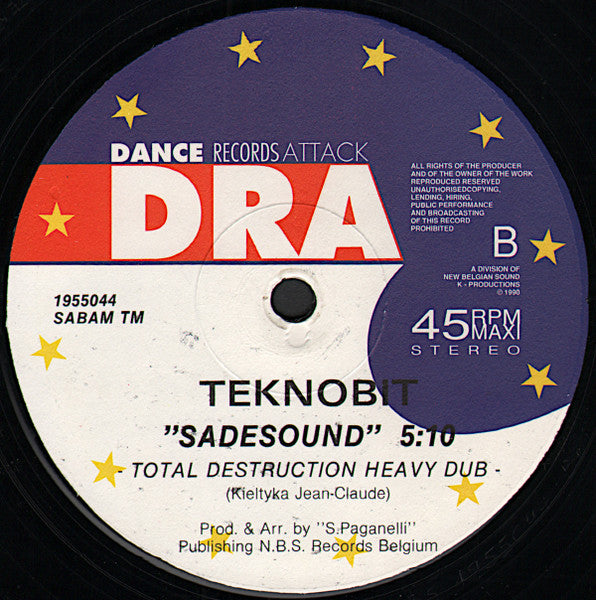 DANCE RECORDS ATTACK
DRA
ALL RIGHTS OF THE PRODUCER
AND OF THE OWNER OF THE WORK
REPRODUCED RESERVED
UNAUTHORISEDCOPYING,
LENDING, HIRING,
PUBLIC PERFORMANCE
AND BROADCASTING
OF THIS RECORD
PROHIBITED
B
A DIVISION OF
NEW BELGIAN SOUND
K - PRODUCTIONS
© 1990
1955044
SABAM TM
45 RPM
MAXI
STEREO
TEKNOBIT
"SADESOUND" 5:10
- TOTAL DESTRUCTION HEAVY DUB -
(Kieltyka Jean-Claude)
Prod. & Arr. by "S.Paganelli"
Publishing N.B.S. Records Belgium